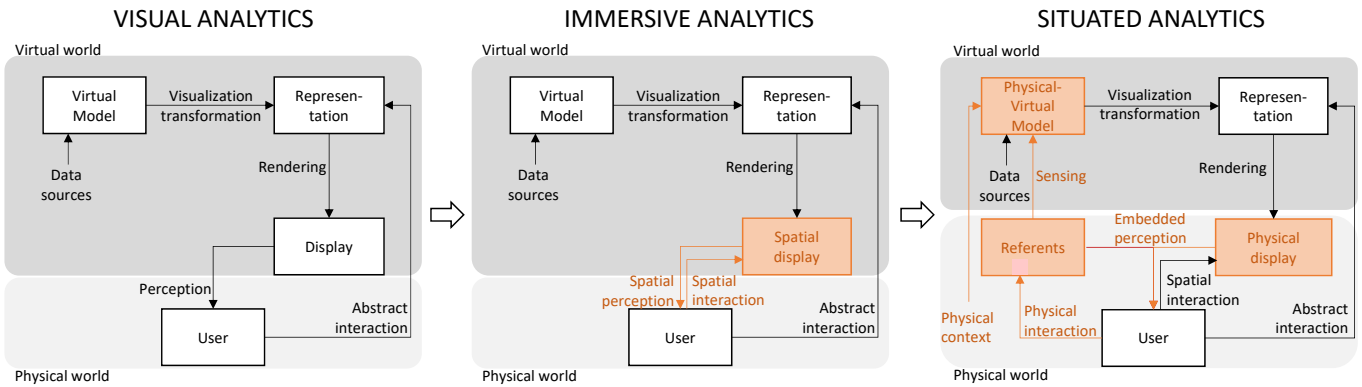 VISUAL ANALYTICS
Virtual world
Virtual
Model
Visualization
transformation
Represen-
tation
Data
sources
Rendering
Display
Perception
User
Abstract
interaction
Physical world
IMMERSIVE ANALYTICS
Virtual world
Virtual
Model
Visualization
transformation
Represen-
tation
Data
sources
Rendering
Spatial
display
Spatial
perception
Spatial
interaction
User
Abstract
interaction
Physical world
SITUATED ANALYTICS
Virtual world
Physical-
Virtual
Model
Visualization
transformation
Represen-
tation
Data
sources
Sensing
Rendering
Referents
Embedded
perception
Physical
display
Spatial
interaction
Physical
context
Physical
interaction
User
Abstract
interaction
Physical world